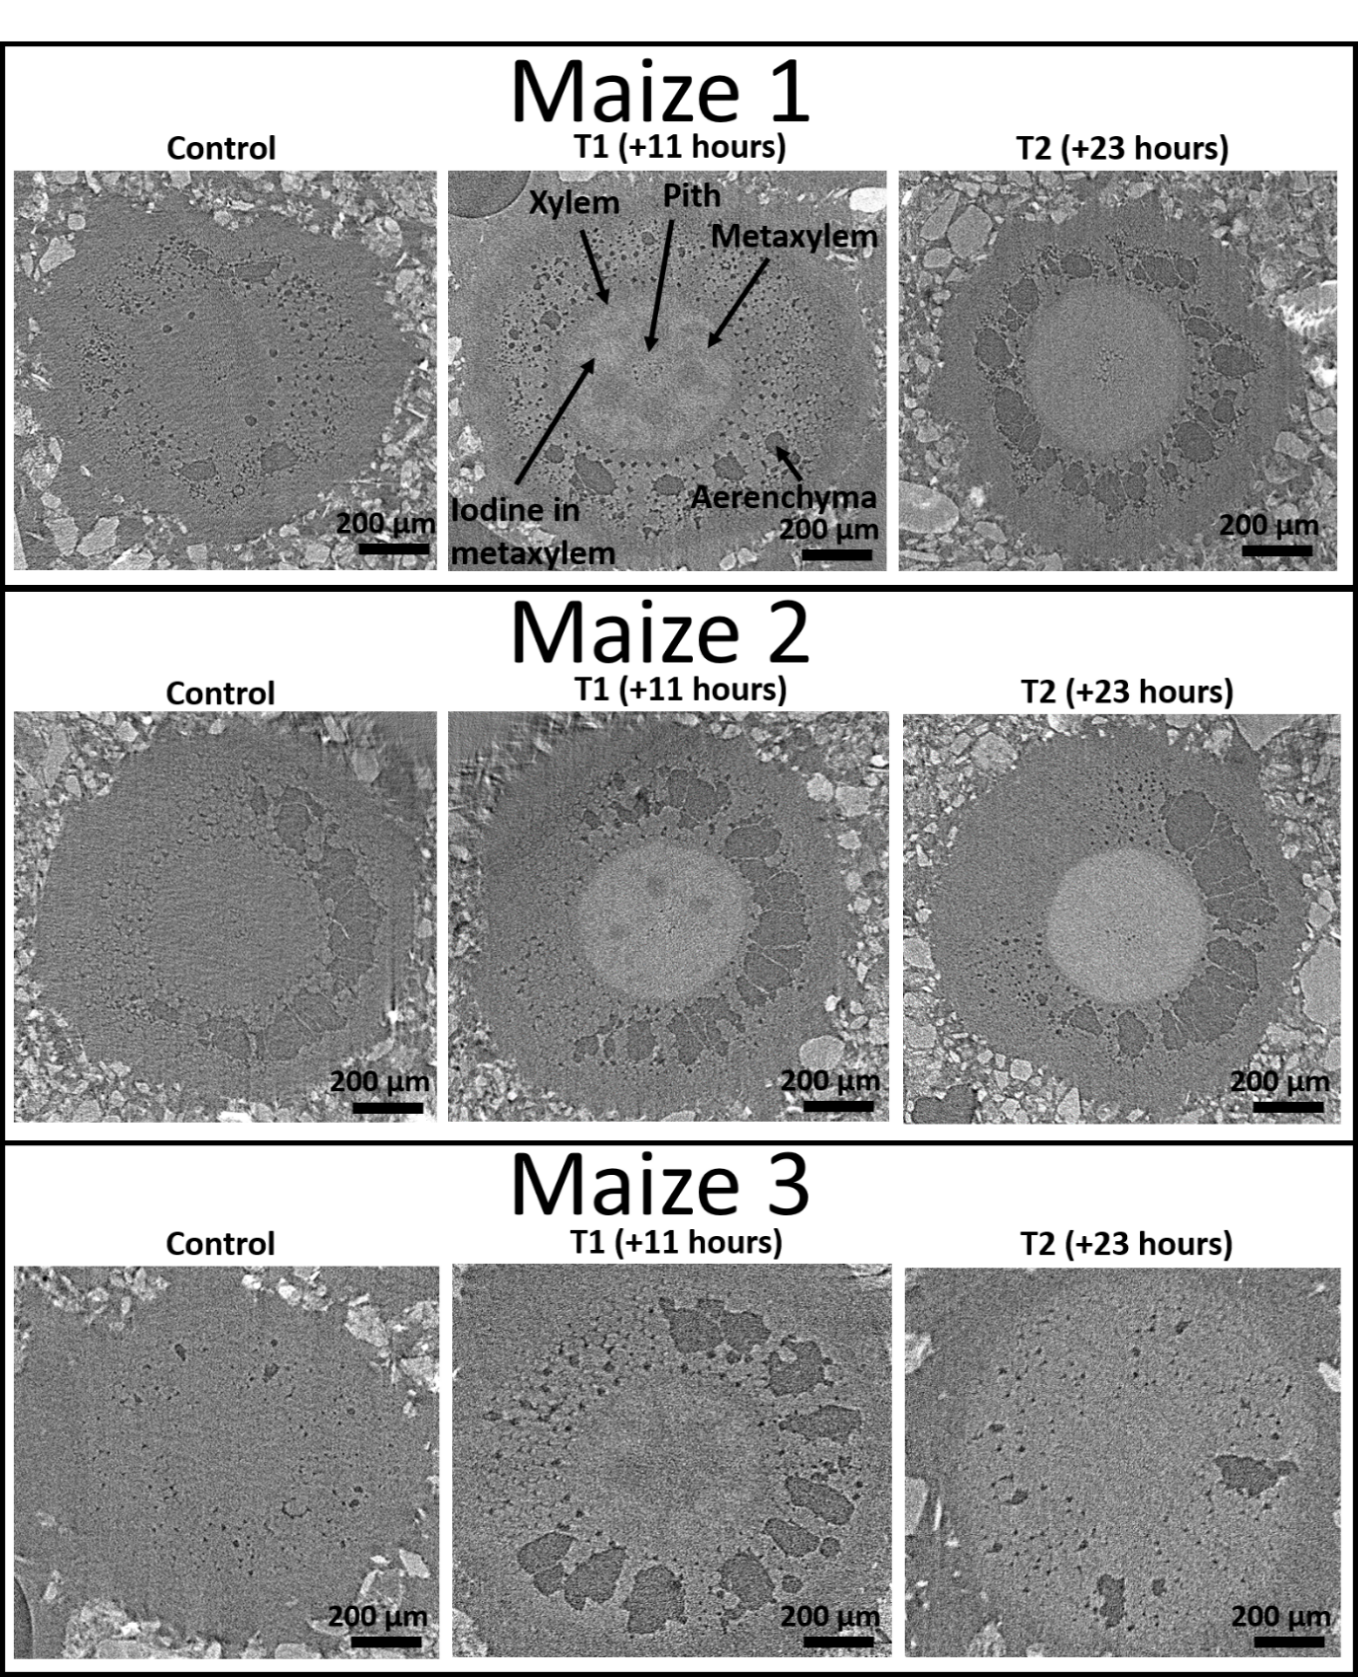 Maize 1
Control
T1 (+11 hours)
T2 (+23 hours)
Xylem
Pith
Metaxylem
Iodine in
metaxylem
Aerenchyma
200 µm
200 µm
200 µm
Maize 2
Control
T1 (+11 hours)
T2 (+23 hours)
200 µm
200 µm
200 µm
Maize 3
Control
T1 (+11 hours)
T2 (+23 hours)
200 µm
200 µm
200 µm